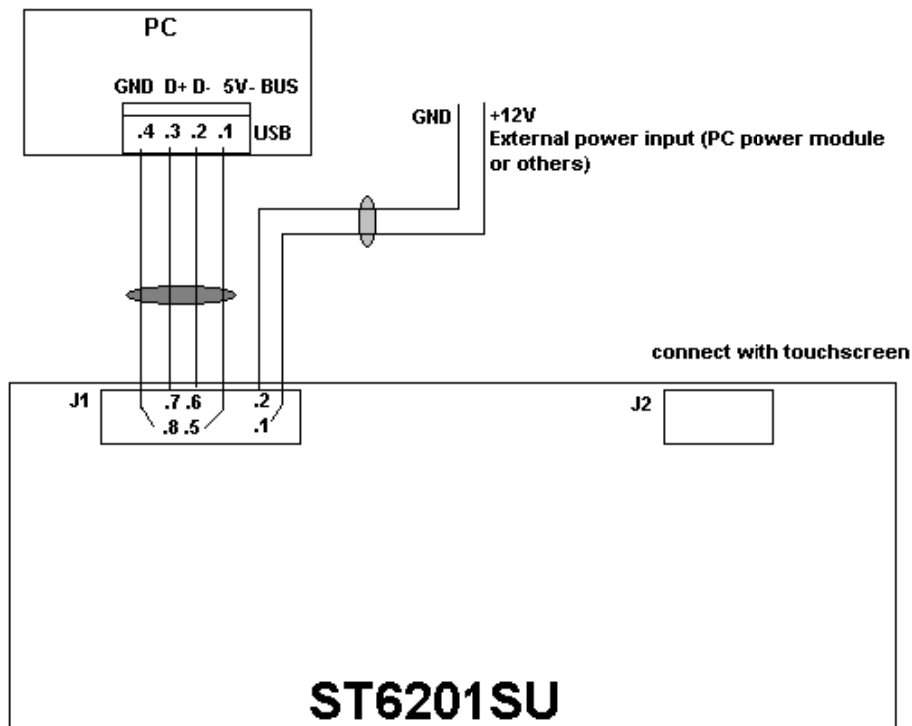 PC
GND D+ D- 5V- BUS
.4 .3 .2 .1 USB
GND
+12V
External power input (PC power module
or others)
connect with touchscreen
J1
.7 .6
.2
.8 .5
.1
J2
ST6201SU